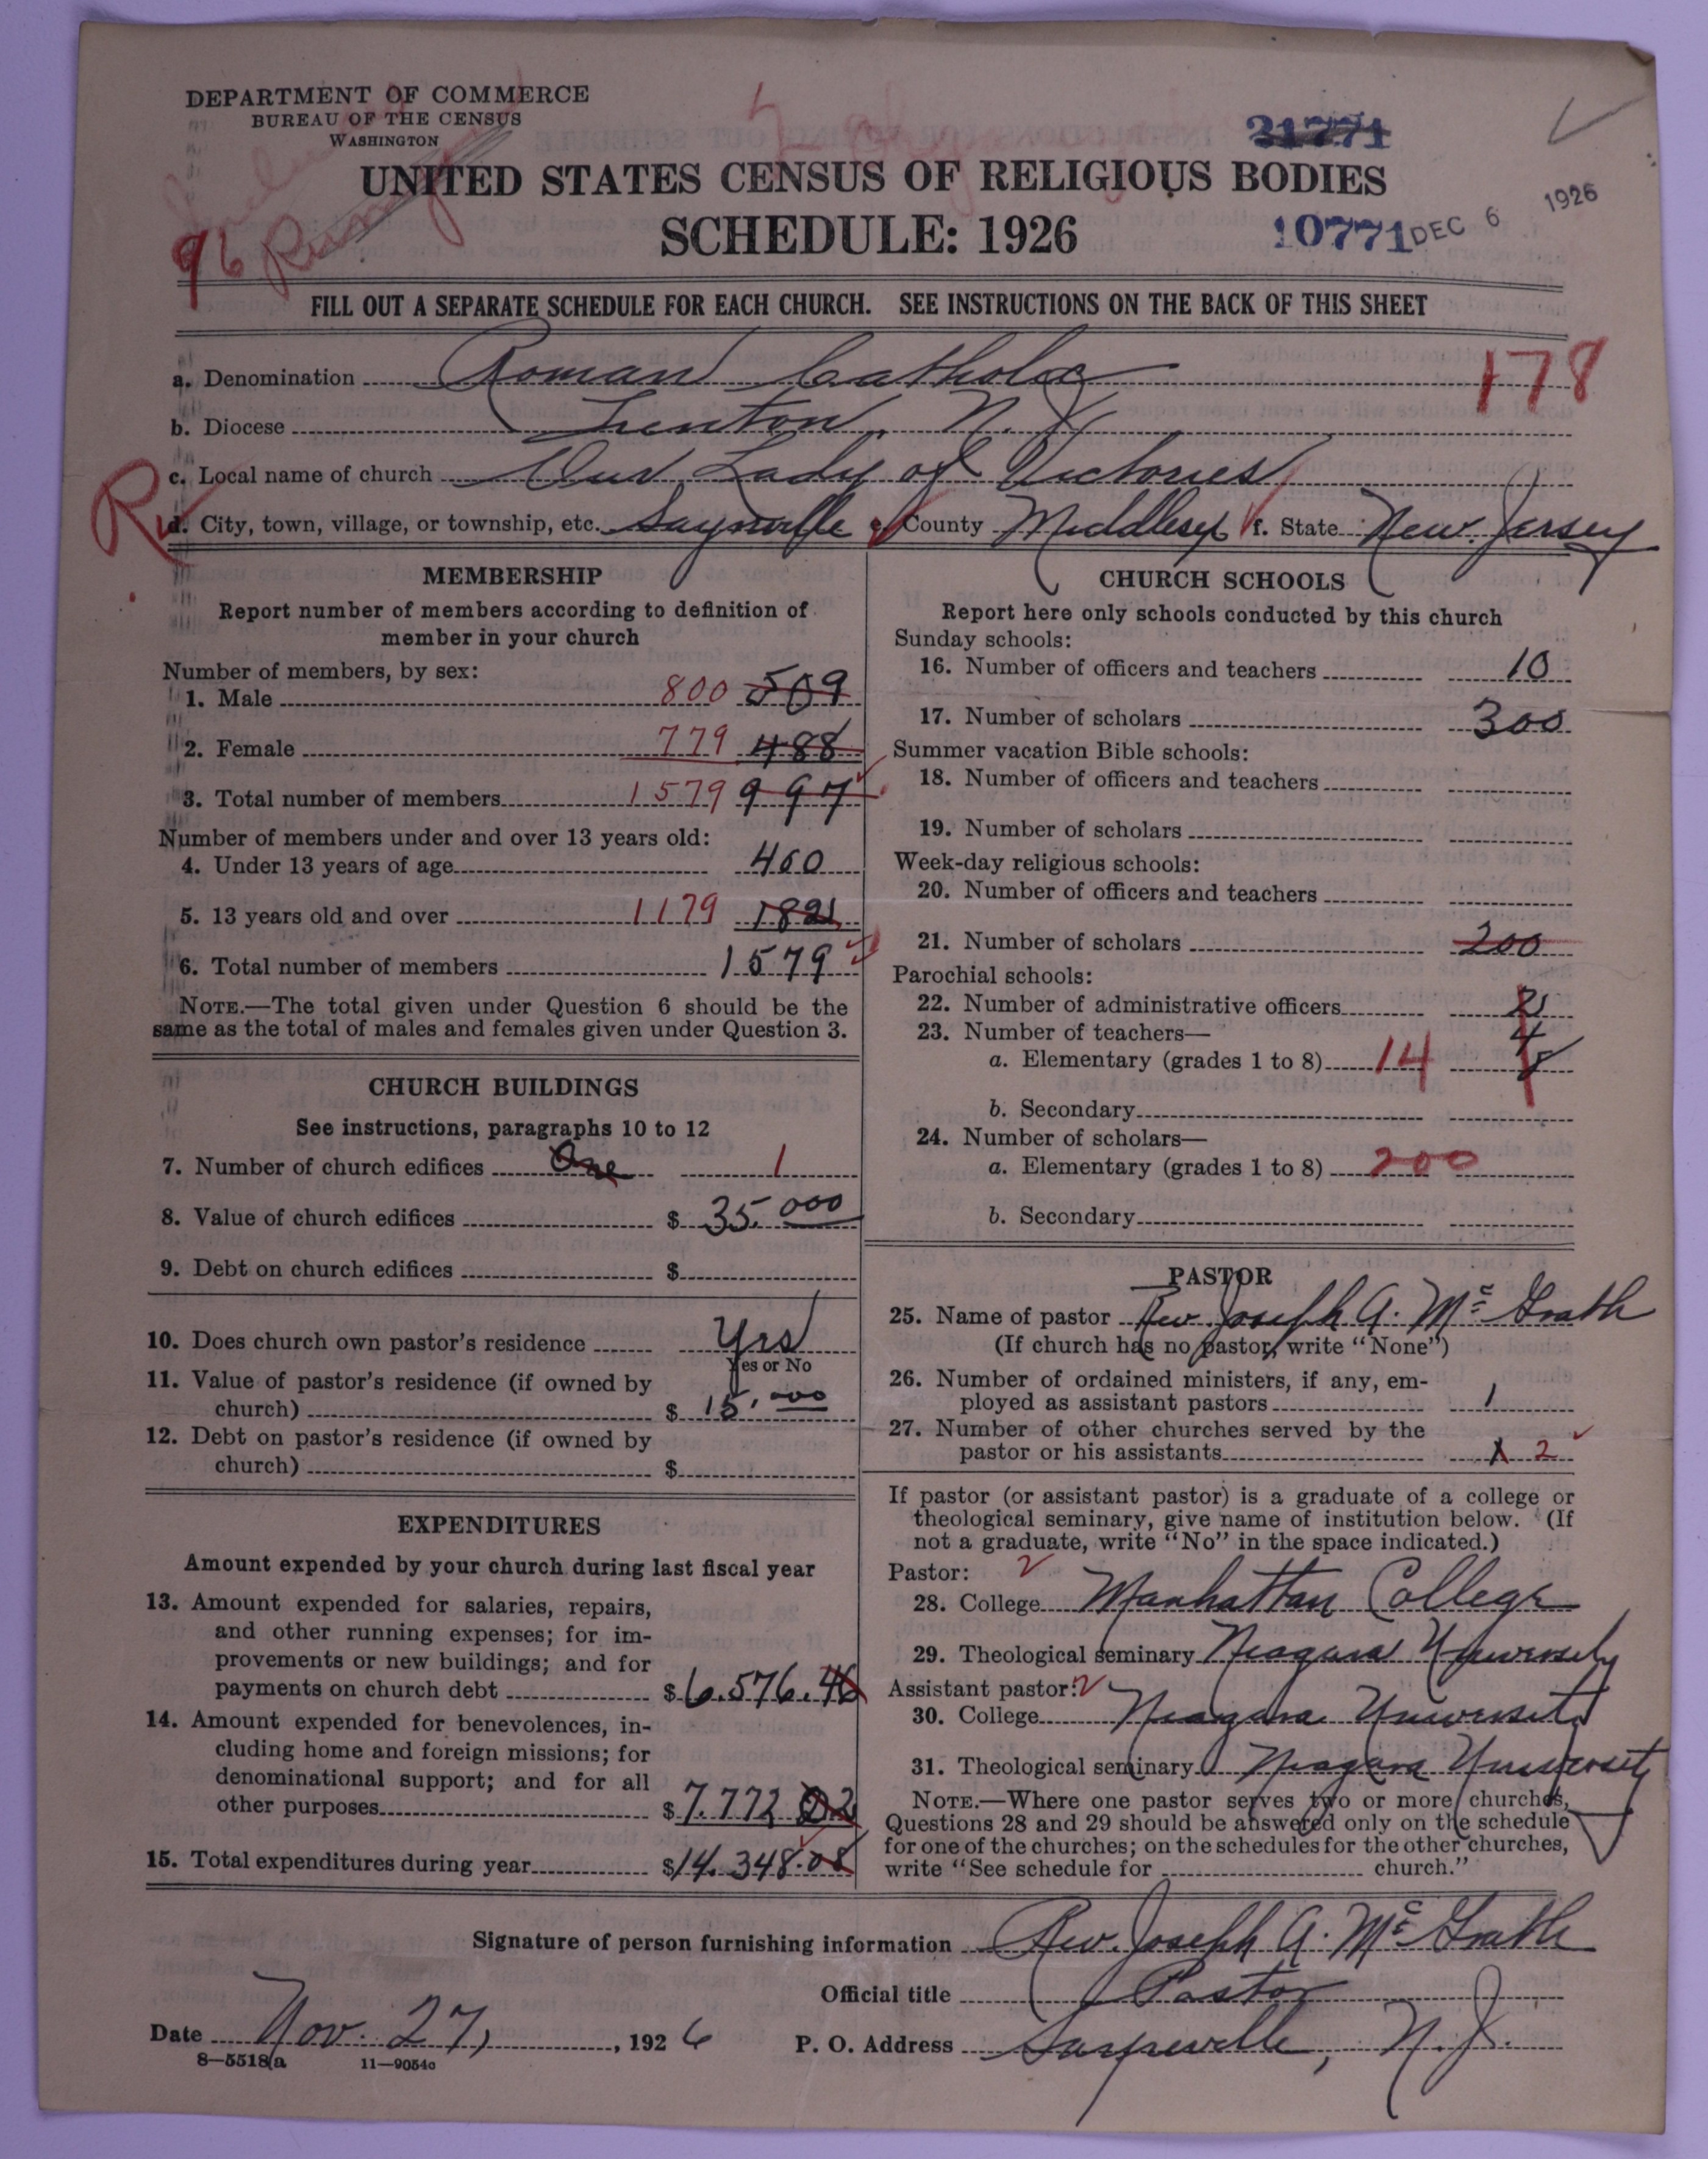 DEPARTMENT OF COMMERCE
BUREAU OF THE CENSUS
WASHINGTON
21771
UNITED STATES CENSUS OF RELIGIOUS BODIES
SCHEDULE: 1926
10771 DEC 6 1926
96
FILL OUT A SEPARATE SCHEDULE FOR EACH CHURCH. SEE INSTRUCTIONS ON THE BACK OF THIS SHEET
a. Denomination Roman Catholic 178
b. Diocese Trenton, N. J.
c. Local name of church Our Lady of Victories
d. City, town, village, or township, etc. Sayreville e. County Middlesex f. State New Jersey
MEMBERSHIP
Report number of members according to definition of
member in your church
Number of members, by sex:
1. Male 800 509
2. Female 779 488
3. Total number of members 1579 997
Number of members under and over 13 years old:
4. Under 13 years of age 400
5. 13 years old and over 1179 1821
6. Total number of members 1579
NOTE.—The total given under Question 6 should be the
same as the total of males and females given under Question 3.
CHURCH BUILDINGS
See instructions, paragraphs 10 to 12
7. Number of church edifices One 1
8. Value of church edifices $ 35,000
9. Debt on church edifices $
10. Does church own pastor's residence Yes
Yes or No
11. Value of pastor's residence (if owned by
church) $ 15,000
12. Debt on pastor's residence (if owned by
church) $
EXPENDITURES
Amount expended by your church during last fiscal year
13. Amount expended for salaries, repairs,
and other running expenses; for im-
provements or new buildings; and for
payments on church debt $ 6.576.46
14. Amount expended for benevolences, in-
cluding home and foreign missions; for
denominational support; and for all
other purposes $ 7.772 02
15. Total expenditures during year $ 14.348.08
CHURCH SCHOOLS
Report here only schools conducted by this church
Sunday schools:
16. Number of officers and teachers 10
17. Number of scholars 300
Summer vacation Bible schools:
18. Number of officers and teachers
19. Number of scholars
Week-day religious schools:
20. Number of officers and teachers
21. Number of scholars 200
Parochial schools:
22. Number of administrative officers
23. Number of teachers—
a. Elementary (grades 1 to 8) 14
b. Secondary
24. Number of scholars—
a. Elementary (grades 1 to 8) 200
b. Secondary
PASTOR
25. Name of pastor Rev. Joseph A. McGrath
(If church has no pastor, write "None")
26. Number of ordained ministers, if any, em-
ployed as assistant pastors 1
27. Number of other churches served by the
pastor or his assistants 1 2
If pastor (or assistant pastor) is a graduate of a college or
theological seminary, give name of institution below. (If
not a graduate, write "No" in the space indicated.)
Pastor:
28. College Manhattan College
29. Theological seminary Niagara University
Assistant pastor:
30. College Niagara University
31. Theological seminary Niagara University
NOTE.—Where one pastor serves two or more churches,
Questions 28 and 29 should be answered only on the schedule
for one of the churches; on the schedules for the other churches,
write "See schedule for church."
Signature of person furnishing information Rev. Joseph A. McGrath
Official title Pastor
Date Nov. 27, 1926 P. O. Address Sayreville, N. J.
8—5518a 11—9054c